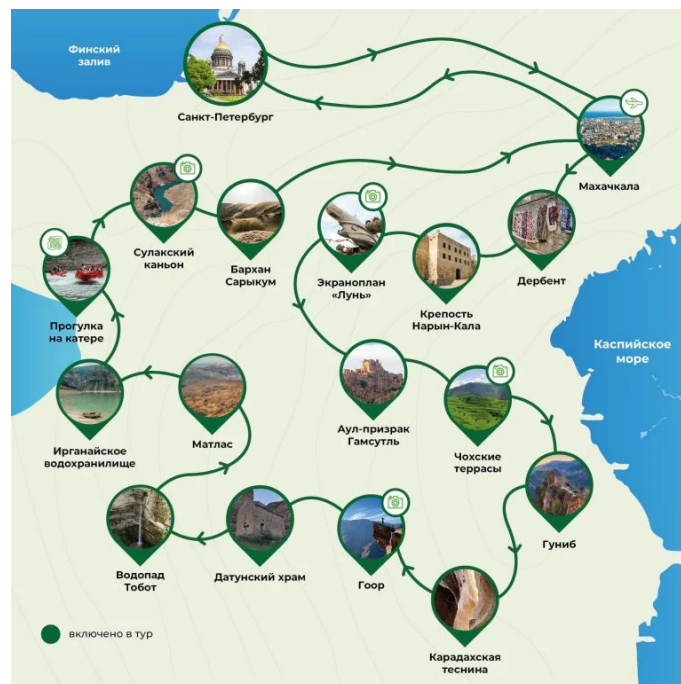 Финский
залив
Санкт-Петербург
Махачкала
Сулакский
каньон
Бархан
Сарыкум
Экраноплан
«Лунь»
Крепость
Нарын-Кала
Дербент
Прогулка
на катере
Каспийское
море
Ирганайское
водохранилище
Матлас
Аул-призрак
Гамсутль
Чохские
террасы
Гуниб
Водопад
Тобот
Датунский храм
Гоор
Карадахская
теснина
включено в тур